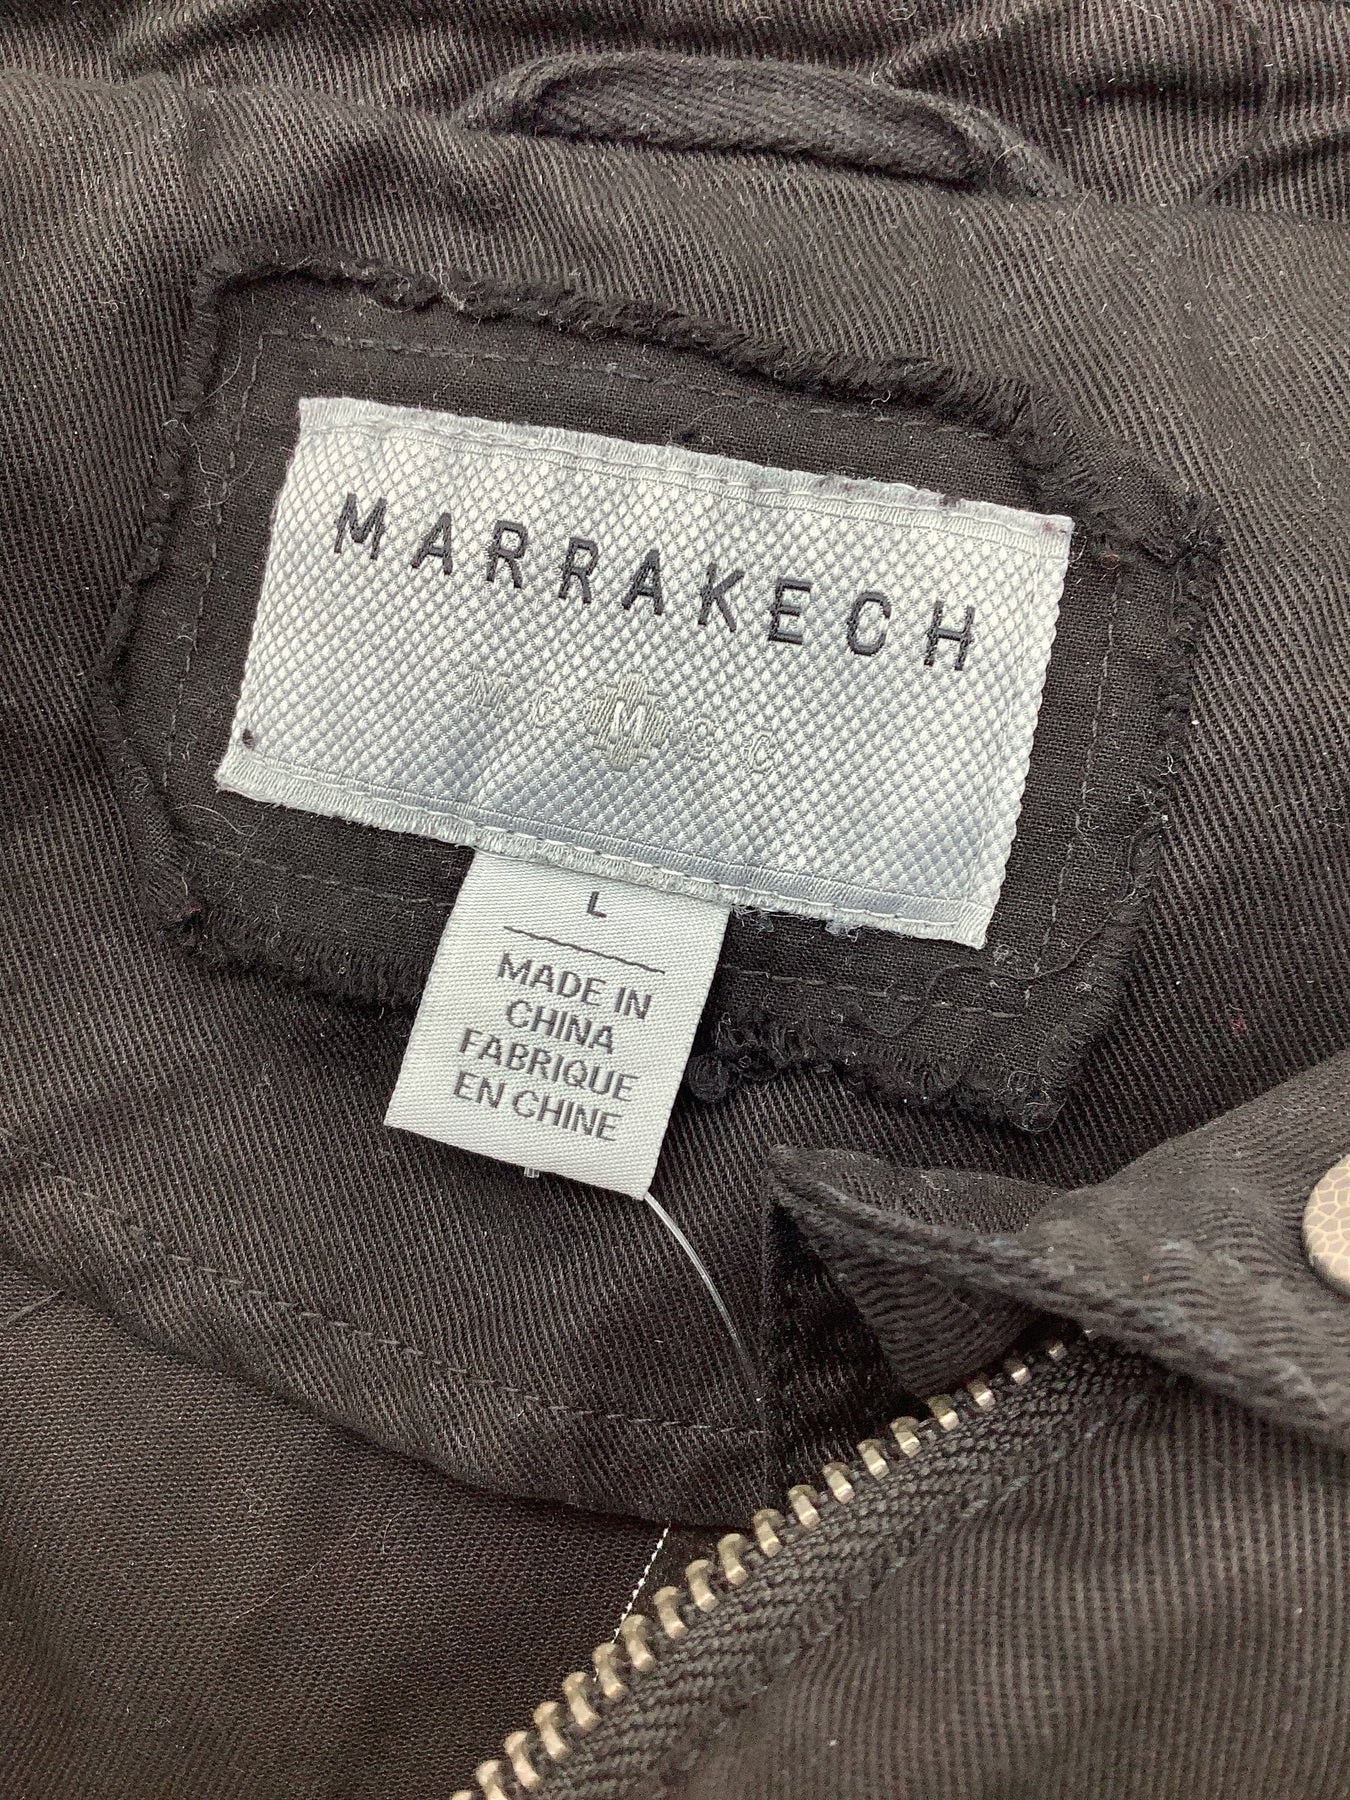 MARRAKECH
M C M G C
L
MADE IN
CHINA
FABRIQUE
EN CHINE